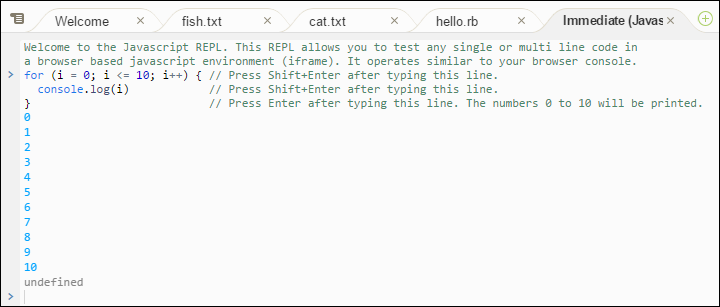 Welcome fish.txt cat.txt hello.rb Immediate (Javas
Welcome to the Javascript REPL. This REPL allows you to test any single or multi line code in
a browser based javascript environment (iframe). It operates similar to your browser console.
> for (i = 0; i <= 10; i++) { // Press Shift+Enter after typing this line.
  console.log(i)            // Press Shift+Enter after typing this line.
}                           // Press Enter after typing this line. The numbers 0 to 10 will be printed.
0
1
2
3
4
5
6
7
8
9
10
undefined
>